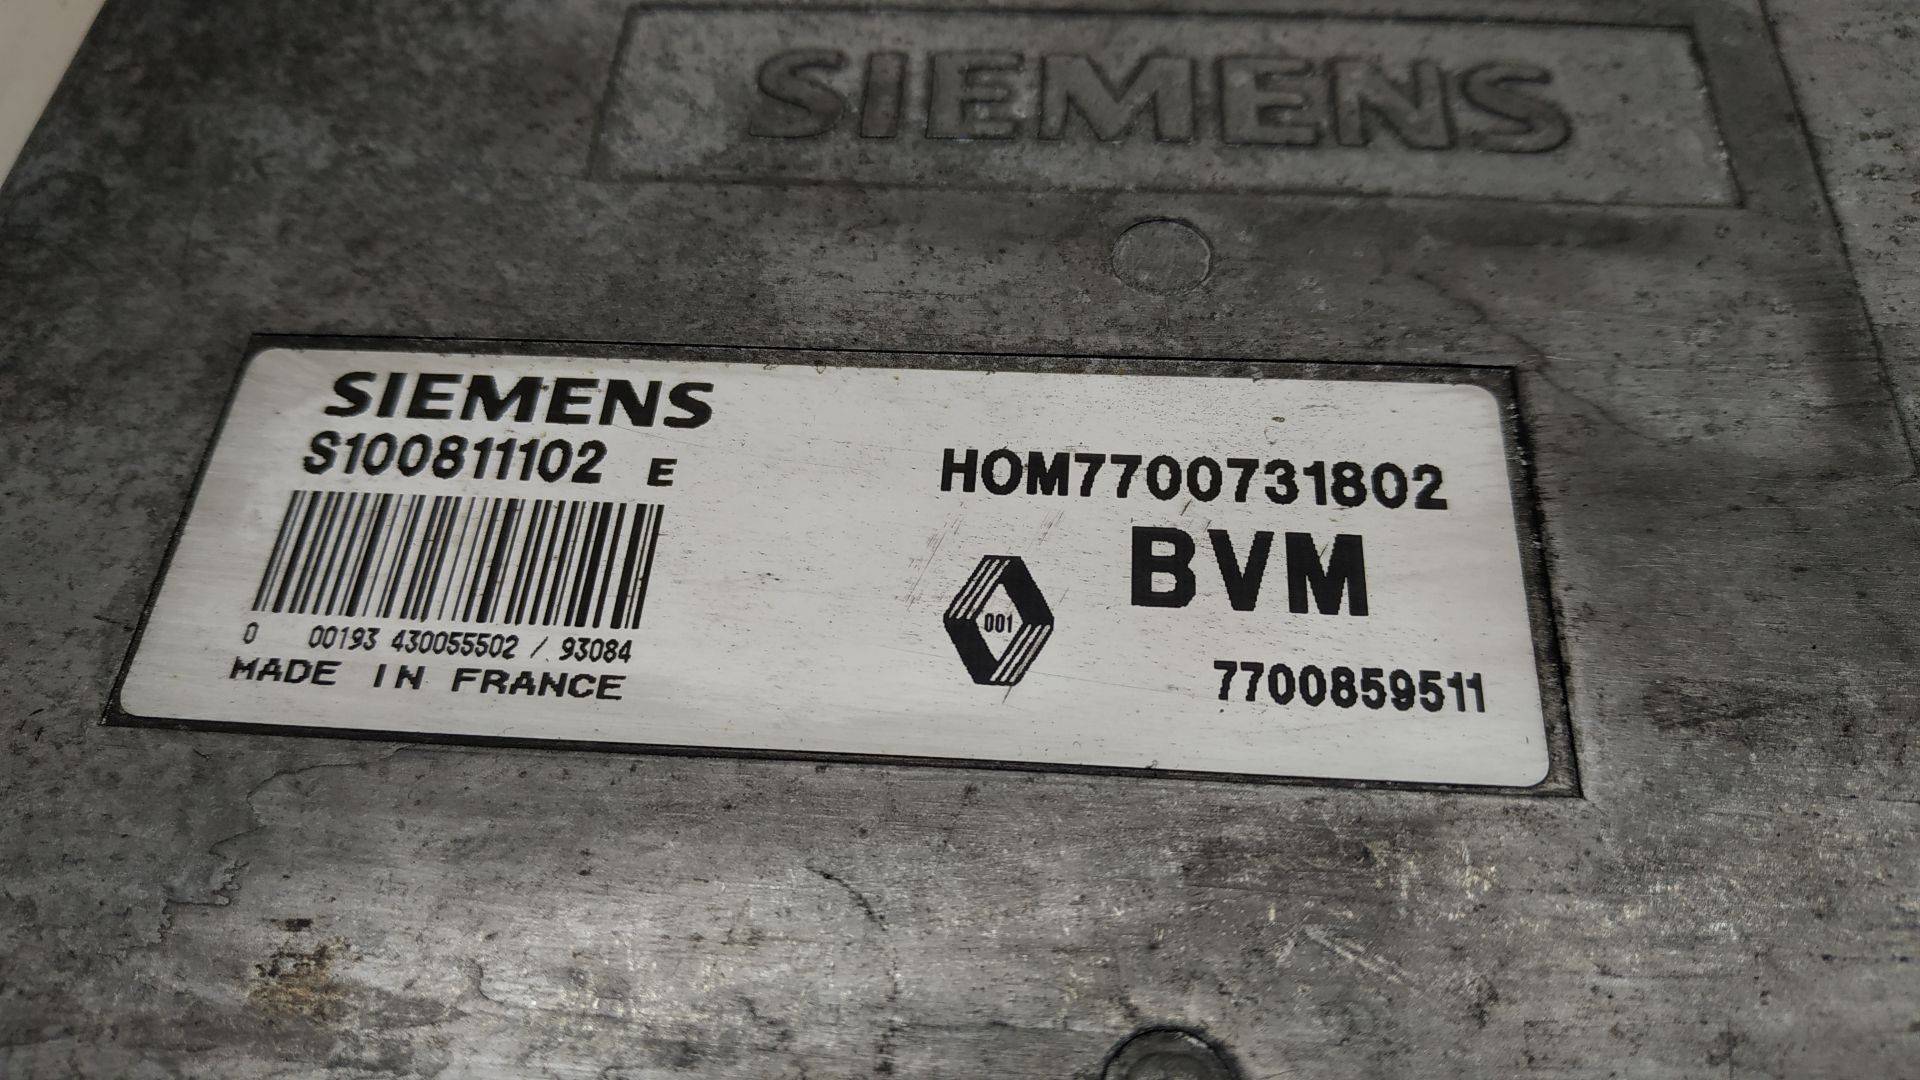 SIEMENS
SIEMENS
S100811102 E
0 00193 430055502 / 93084
MADE IN FRANCE
HOM7700731802
BVM
001
7700859511